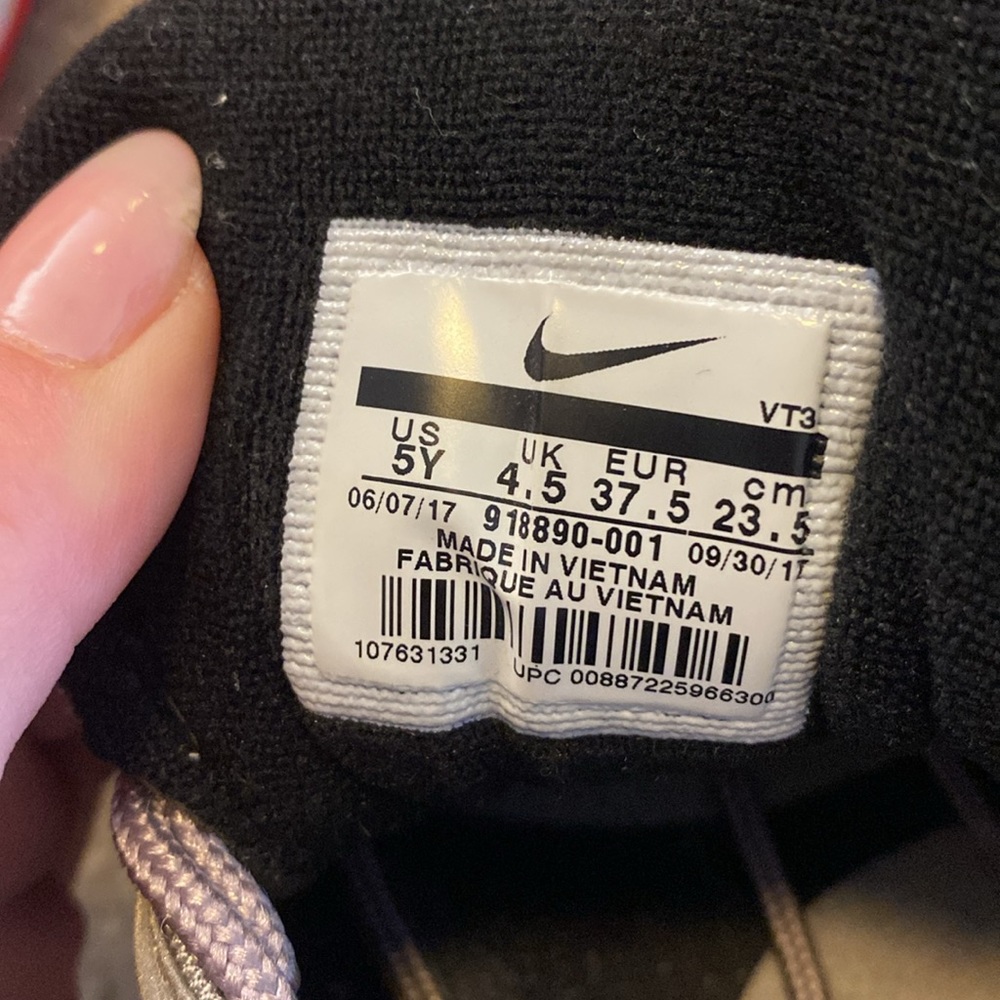 VT3
US UK EUR cm
5Y 4.5 37.5 23.5
06/07/17 918890-001 09/30/17
MADE IN VIETNAM
FABRIQUE AU VIETNAM
107631331
UPC 00887225966300